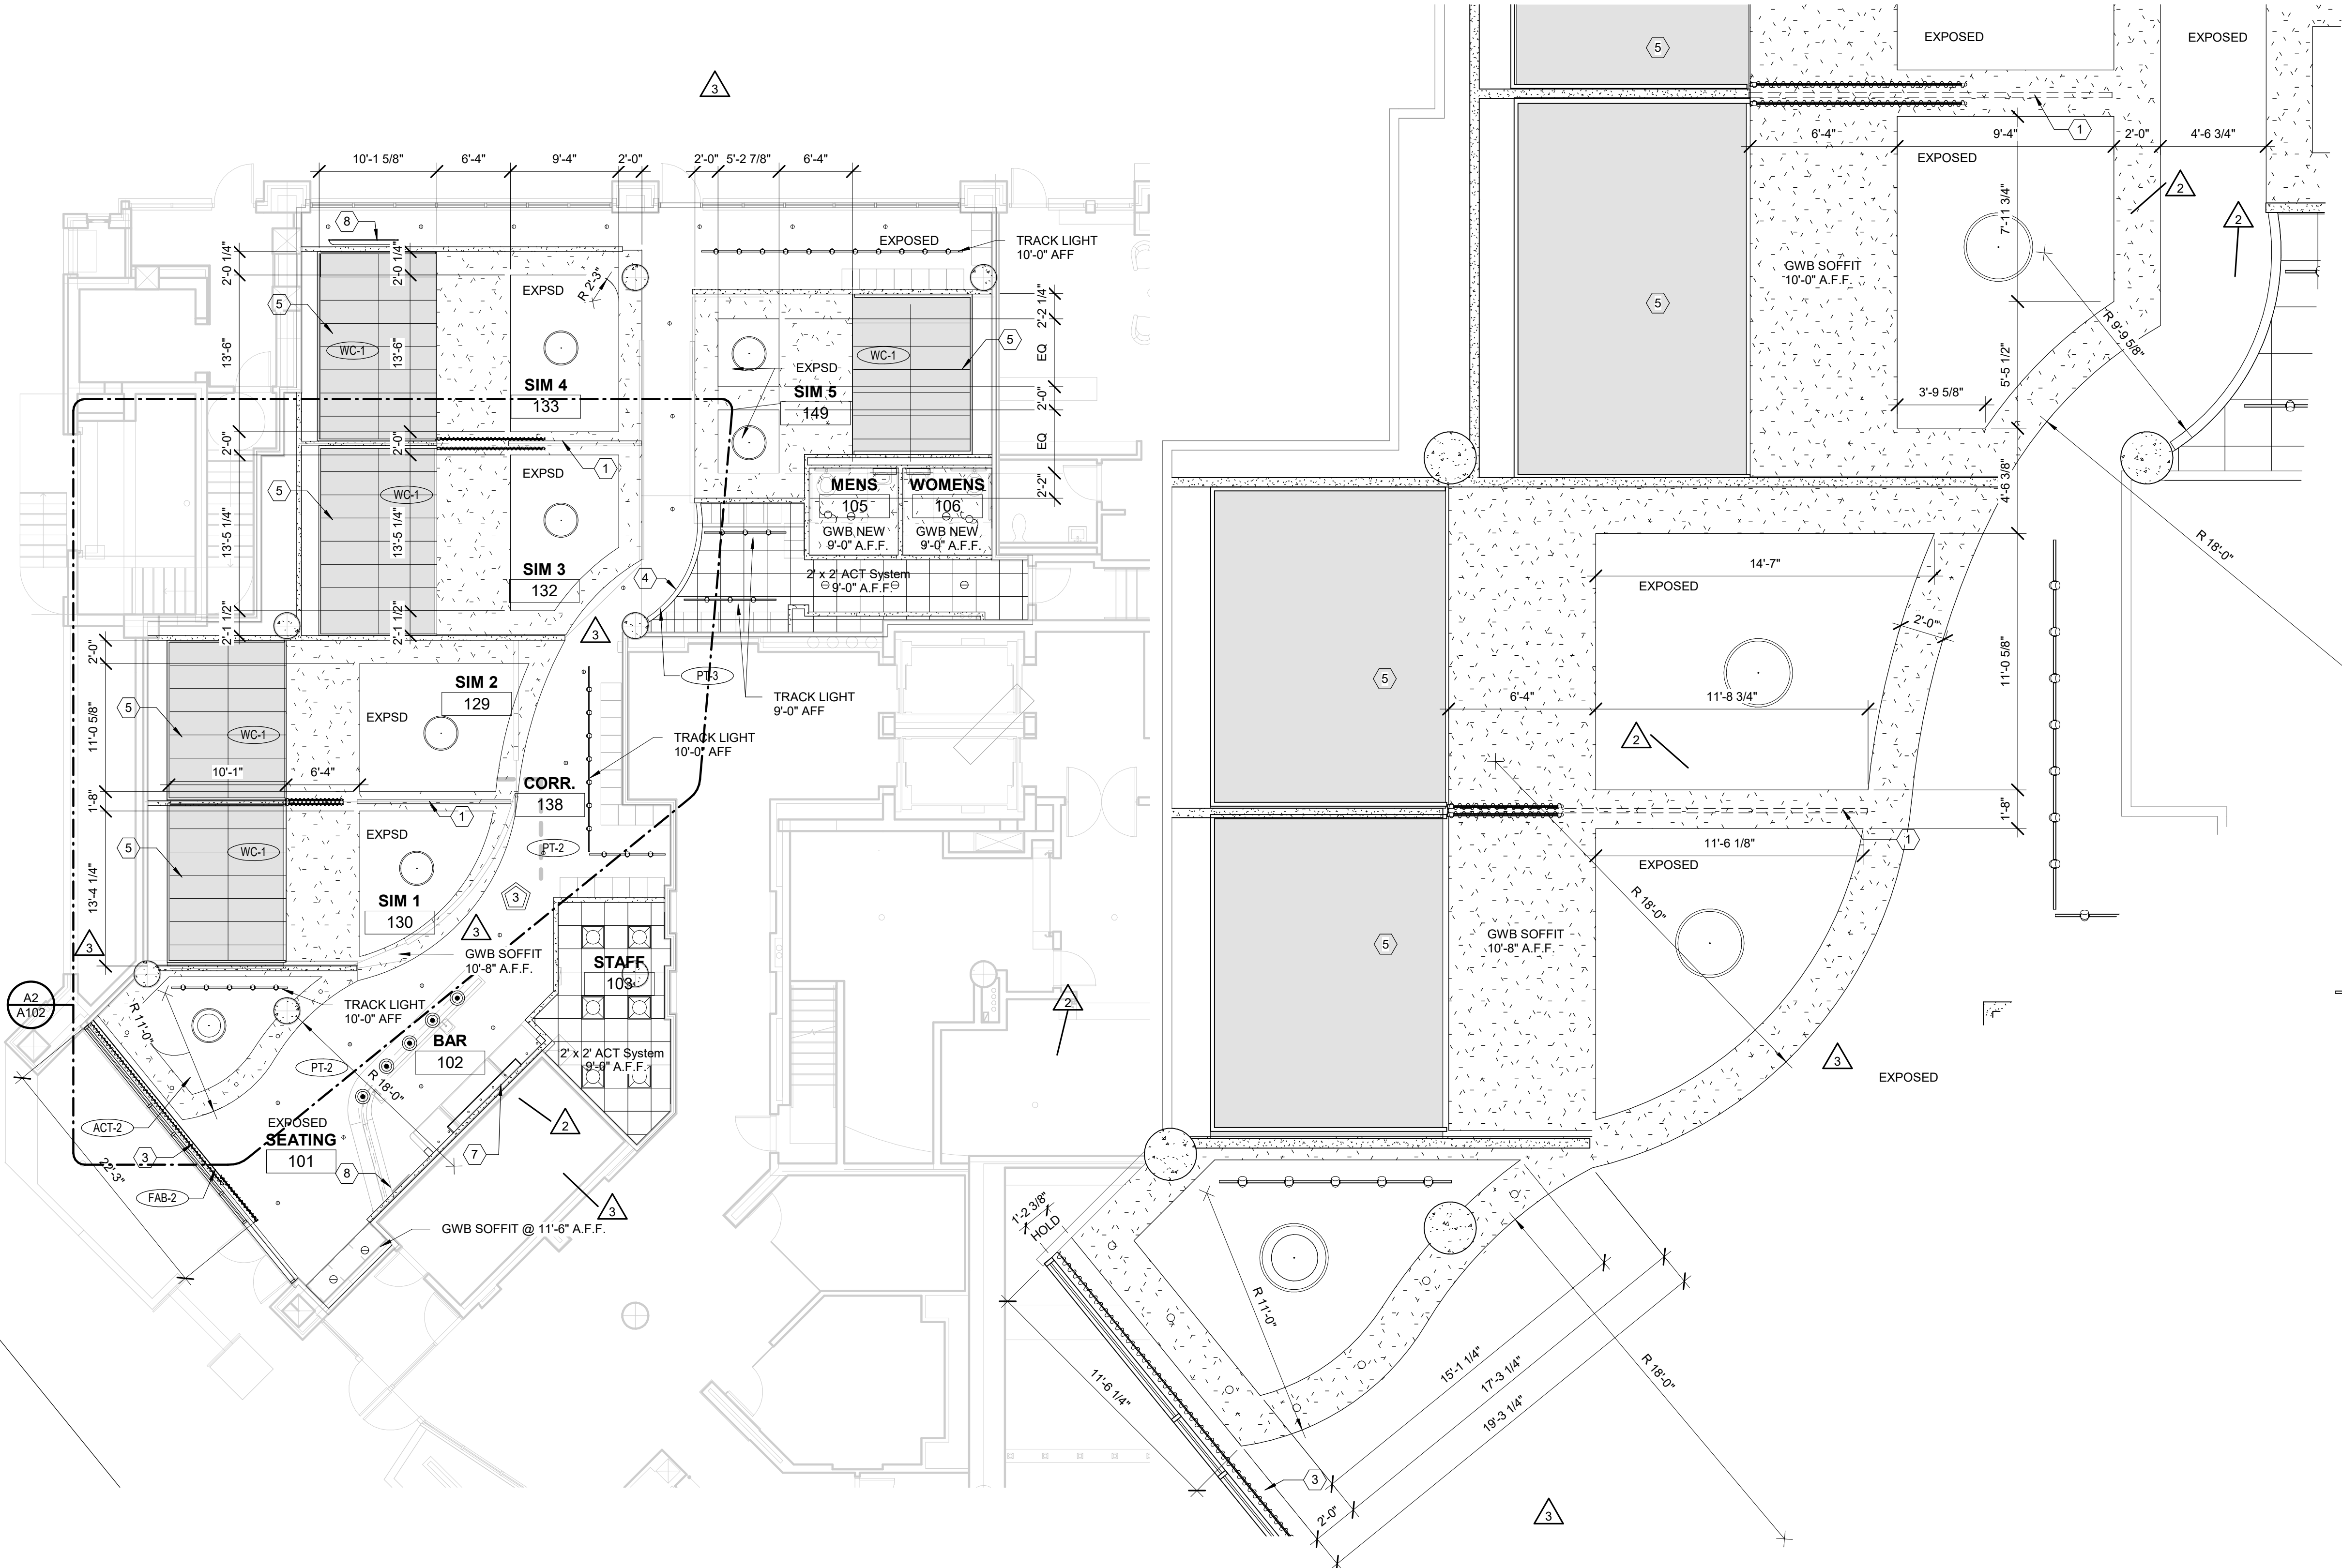 3
10'-1 5/8"
6'-4"
9'-4"
2'-0"
2'-0"
5'-2 7/8"
6'-4"
8
EXPOSED
TRACK LIGHT
10'-0" AFF
2'-0 1/4"
2'-0 1/4"
EXPSD
R 2'-3"
2'-2 1/4"
5
WC-1
13'-6"
13'-6"
SIM 4
133
EXPSD
SIM 5
149
WC-1
5
EQ
2'-0"
EQ
2'-2"
2'-0"
2'-0"
EXPSD
1
5
WC-1
13'-5 1/4"
13'-5 1/4"
SIM 3
132
MENS
105
GWB NEW
9'-0" A.F.F.
WOMENS
106
GWB NEW
9'-0" A.F.F.
2' x 2' ACT System
9'-0" A.F.F.
4
3
2'-1 1/2"
2'-1 1/2"
2'-0"
PT-3
TRACK LIGHT
9'-0" AFF
SIM 2
129
EXPSD
5
WC-1
11'-0 5/8"
TRACK LIGHT
10'-0" AFF
10'-1"
6'-4"
CORR.
138
1'-8"
1
EXPSD
5
WC-1
PT-2
13'-4 1/4"
SIM 1
130
3
3
3
GWB SOFFIT
10'-8" A.F.F.
STAFF
103
A2
A102
TRACK LIGHT
10'-0" AFF
R 11'-0"
BAR
102
2' x 2' ACT System
9'-6" A.F.F.
PT-2
R 18'-0"
ACT-2
EXPOSED
SEATING
101
2
2
3
7
8
22'-3"
FAB-2
3
GWB SOFFIT @ 11'-6" A.F.F.
5
EXPOSED
EXPOSED
1
6'-4"
9'-4"
2'-0"
4'-6 3/4"
EXPOSED
2
2
7'-11 3/4"
GWB SOFFIT
10'-0" A.F.F.
5
R 9'-9 5/8"
5'-5 1/2"
3'-9 5/8"
4'-6 3/8"
R 18'-0"
14'-7"
EXPOSED
2'-0"
5
6'-4"
11'-8 3/4"
11'-0 5/8"
2
1'-8"
1
11'-6 1/8"
EXPOSED
R 18'-0"
GWB SOFFIT
10'-8" A.F.F.
5
3
EXPOSED
1'-2 3/8"
HOLD
R 11'-0"
11'-6 1/4"
15'-1 1/4"
17'-3 1/4"
19'-3 1/4"
R 18'-0"
3
2'-0"
3